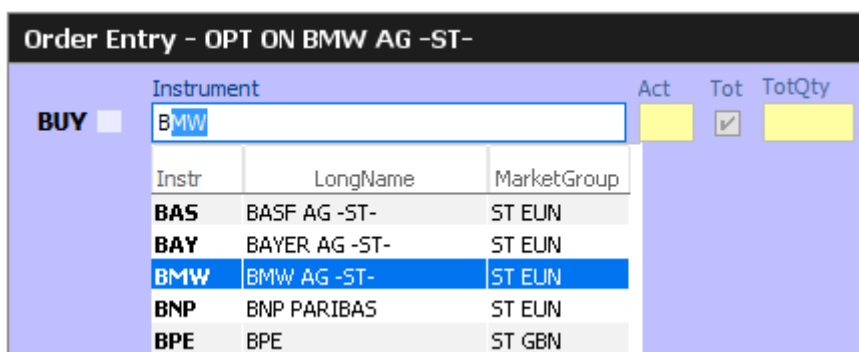 Order Entry - OPT ON BMW AG -ST-
Instrument Act Tot TotQty
BUY BMW
Instr LongName MarketGroup
BAS BASF AG -ST- ST EUN
BAY BAYER AG -ST- ST EUN
BMW BMW AG -ST- ST EUN
BNP BNP PARIBAS ST EUN
BPE BPE ST GBN